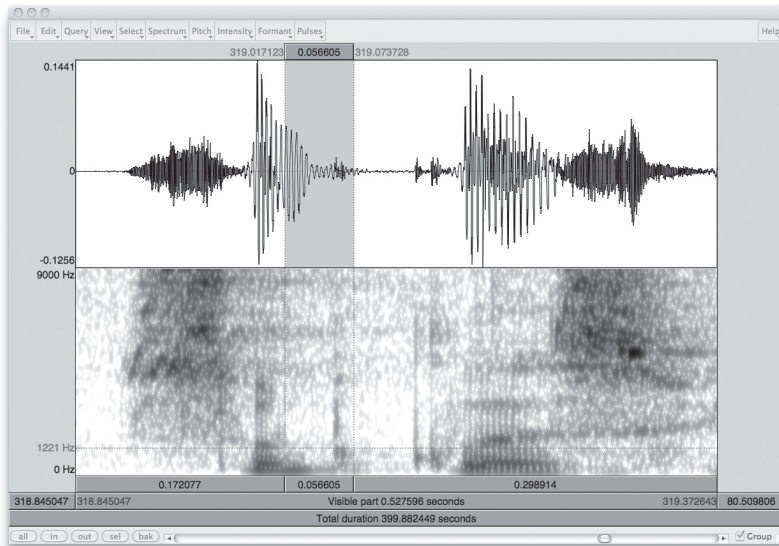 File Edit Query View Select Spectrum Pitch Intensity Formant Pulses Help
319.017123 0.056605 319.073728
0.1441
0
-0.1256
9000 Hz
1221 Hz
0 Hz
0.172077 0.056605 0.298914
318.845047 318.845047 Visible part 0.527596 seconds 319.372643 80.509806
Total duration 399.882449 seconds
all in out sel bak Group